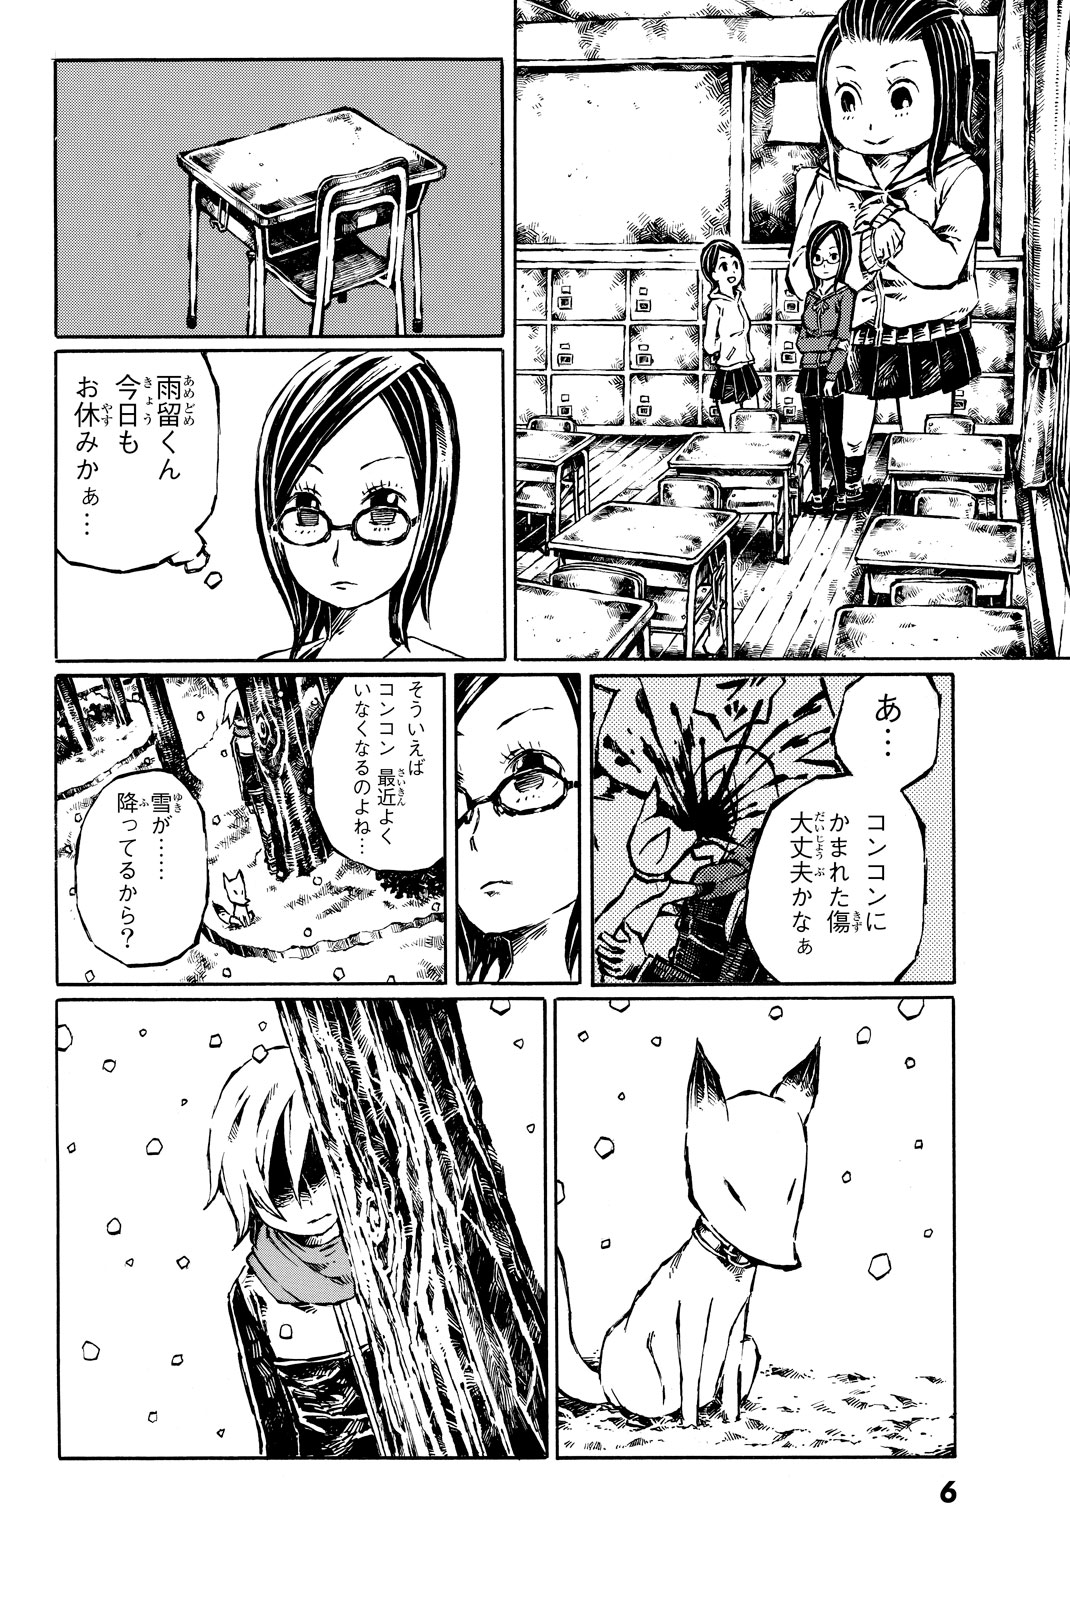 雨留くん
今日も
お休みかぁ…
あ…
コンコンに
かまれた傷
大丈夫かなぁ
そういえば
コンコン 最近よく
いなくなるのよね…
雪が……
降ってるから?
6